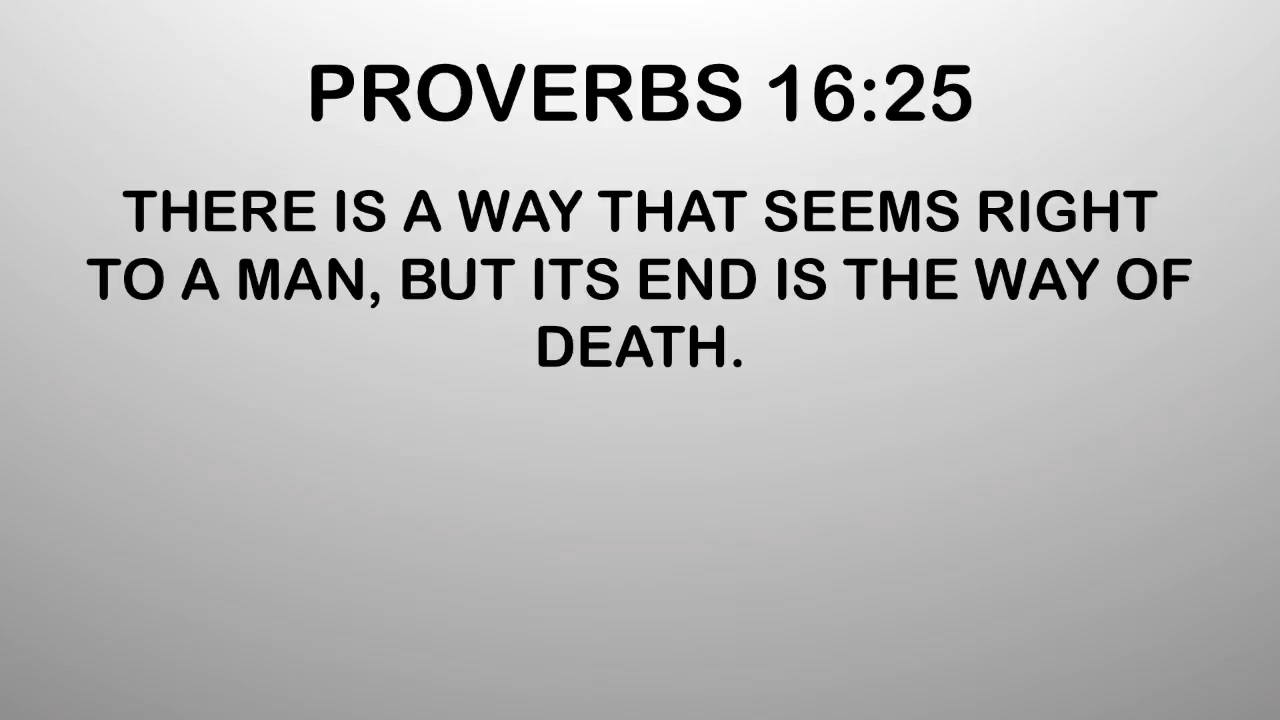 PROVERBS 16:25
THERE IS A WAY THAT SEEMS RIGHT
TO A MAN, BUT ITS END IS THE WAY OF
DEATH.